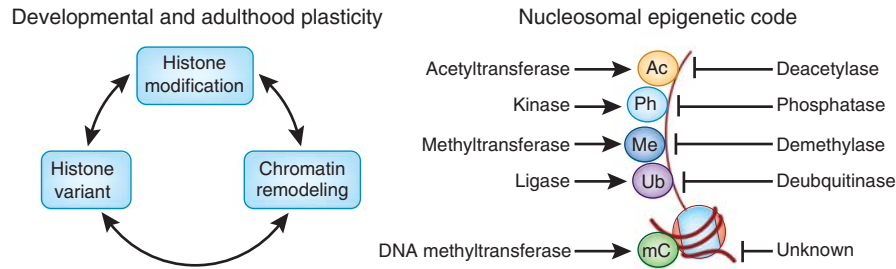 Developmental and adulthood plasticity
Histone
modification
Histone
variant
Chromatin
remodeling
Nucleosomal epigenetic code
Acetyltransferase Ac Deacetylase
Kinase Ph Phosphatase
Methyltransferase Me Demethylase
Ligase Ub Deubquitinase
DNA methyltransferase mC Unknown